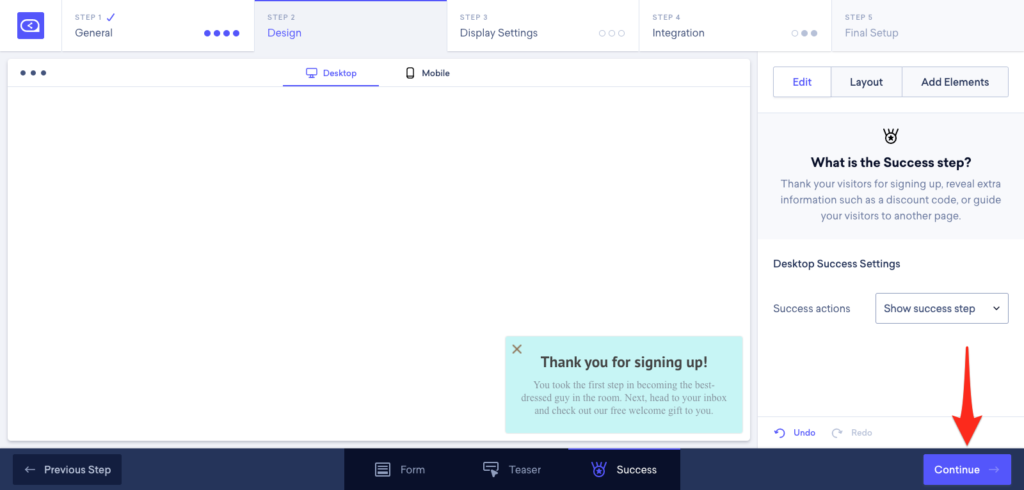 STEP 1
General
STEP 2
Design
STEP 3
Display Settings
STEP 4
Integration
STEP 5
Final Setup
Desktop
Mobile
Edit
Layout
Add Elements
What is the Success step?
Thank your visitors for signing up, reveal extra
information such as a discount code, or guide
your visitors to another page.
Desktop Success Settings
Success actions
Show success step
Thank you for signing up!
You took the first step in becoming the best-
dressed guy in the room. Next, head to your inbox
and check out our free welcome gift to you.
Undo
Redo
Previous Step
Form
Teaser
Success
Continue